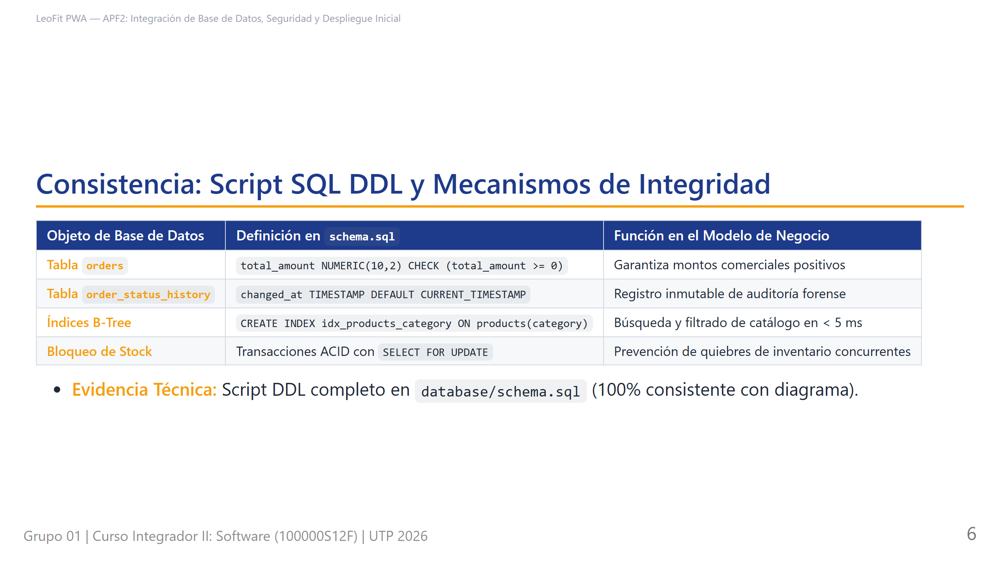 LeoFit PWA — APF2: Integración de Base de Datos, Seguridad y Despliegue Inicial
Consistencia: Script SQL DDL y Mecanismos de Integridad
Objeto de Base de Datos Definición en schema.sql Función en el Modelo de Negocio
Tabla orders total_amount NUMERIC(10,2) CHECK (total_amount >= 0) Garantiza montos comerciales positivos
Tabla order_status_history changed_at TIMESTAMP DEFAULT CURRENT_TIMESTAMP Registro inmutable de auditoría forense
Índices B-Tree CREATE INDEX idx_products_category ON products(category) Búsqueda y filtrado de catálogo en < 5 ms
Bloqueo de Stock Transacciones ACID con SELECT FOR UPDATE Prevención de quiebres de inventario concurrentes
• Evidencia Técnica: Script DDL completo en database/schema.sql (100% consistente con diagrama).
Grupo 01 | Curso Integrador II: Software (100000S12F) | UTP 2026
6